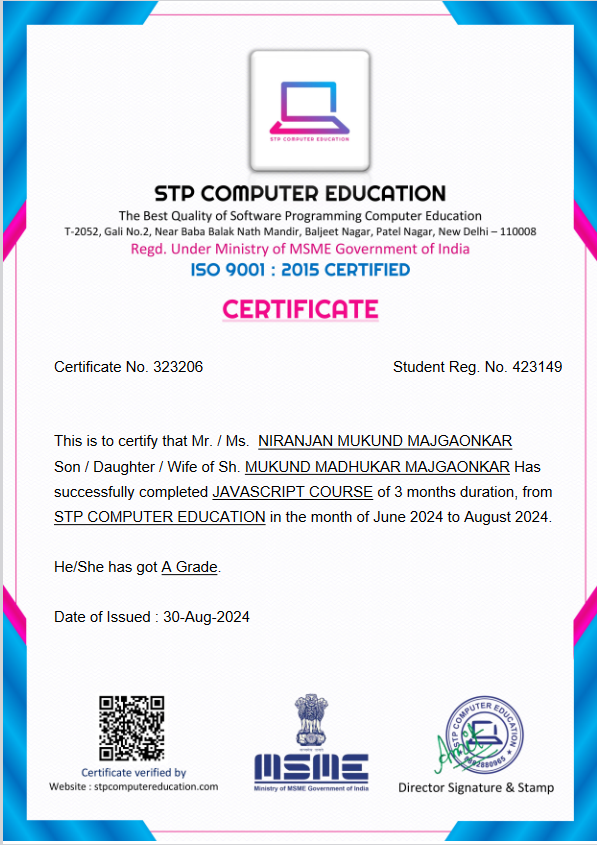 STP COMPUTER EDUCATION
STP COMPUTER EDUCATION
The Best Quality of Software Programming Computer Education
T-2052, Gali No.2, Near Baba Balak Nath Mandir, Baljeet Nagar, Patel Nagar, New Delhi – 110008
Regd. Under Ministry of MSME Government of India
ISO 9001 : 2015 CERTIFIED
CERTIFICATE
Certificate No. 323206 Student Reg. No. 423149
This is to certify that Mr. / Ms. NIRANJAN MUKUND MAJGAONKAR
Son / Daughter / Wife of Sh. MUKUND MADHUKAR MAJGAONKAR Has
successfully completed JAVASCRIPT COURSE of 3 months duration, from
STP COMPUTER EDUCATION in the month of June 2024 to August 2024.
He/She has got A Grade.
Date of Issued : 30-Aug-2024
Certificate verified by
Website : stpcomputereducation.com
MSME
Ministry of MSME Government of India
STP COMPUTER EDUCATION
Director Signature & Stamp